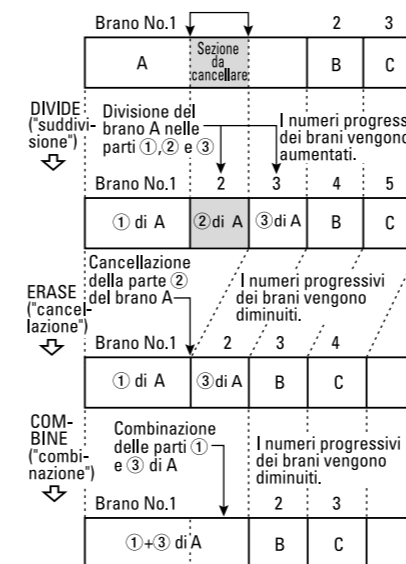 Brano No.1 2 3
A Sezione da cancellare B C
DIVIDE
("suddivi-
sione")
Divisione del
brano A nelle
parti ①,② e ③
I numeri
dei brani vengono
aumentati.
Brano No.1 2 3 4 5
① di A ②di A ③di A B C
ERASE
("cancel-
lazione")
Cancellazione
della parte ②
del brano A
I numeri progressivi
dei brani vengono
diminuiti.
Brano No.1 2 3 4
① di A ③di A B C
COM-
BINE
("combi-
nazione")
Combinazione
delle parti ①
e ③ di A
I numeri progressivi
dei brani vengono
diminuiti.
Brano No.1 2 3
①+③ di A B C